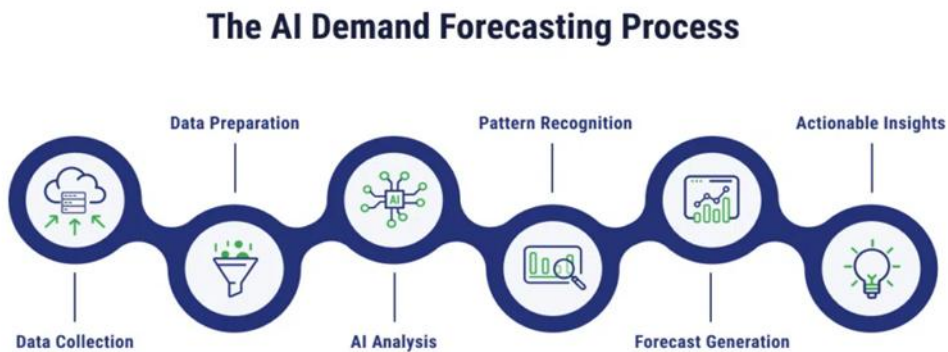 The AI Demand Forecasting Process
Data Preparation
Pattern Recognition
Actionable Insights
AI
Data Collection
AI Analysis
Forecast Generation